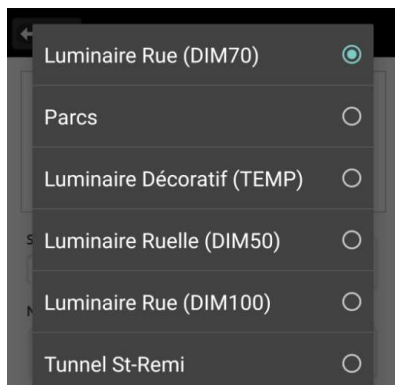 Luminaire Rue (DIM70)
Parcs
Luminaire Décoratif (TEMP)
Luminaire Ruelle (DIM50)
Luminaire Rue (DIM100)
Tunnel St-Remi